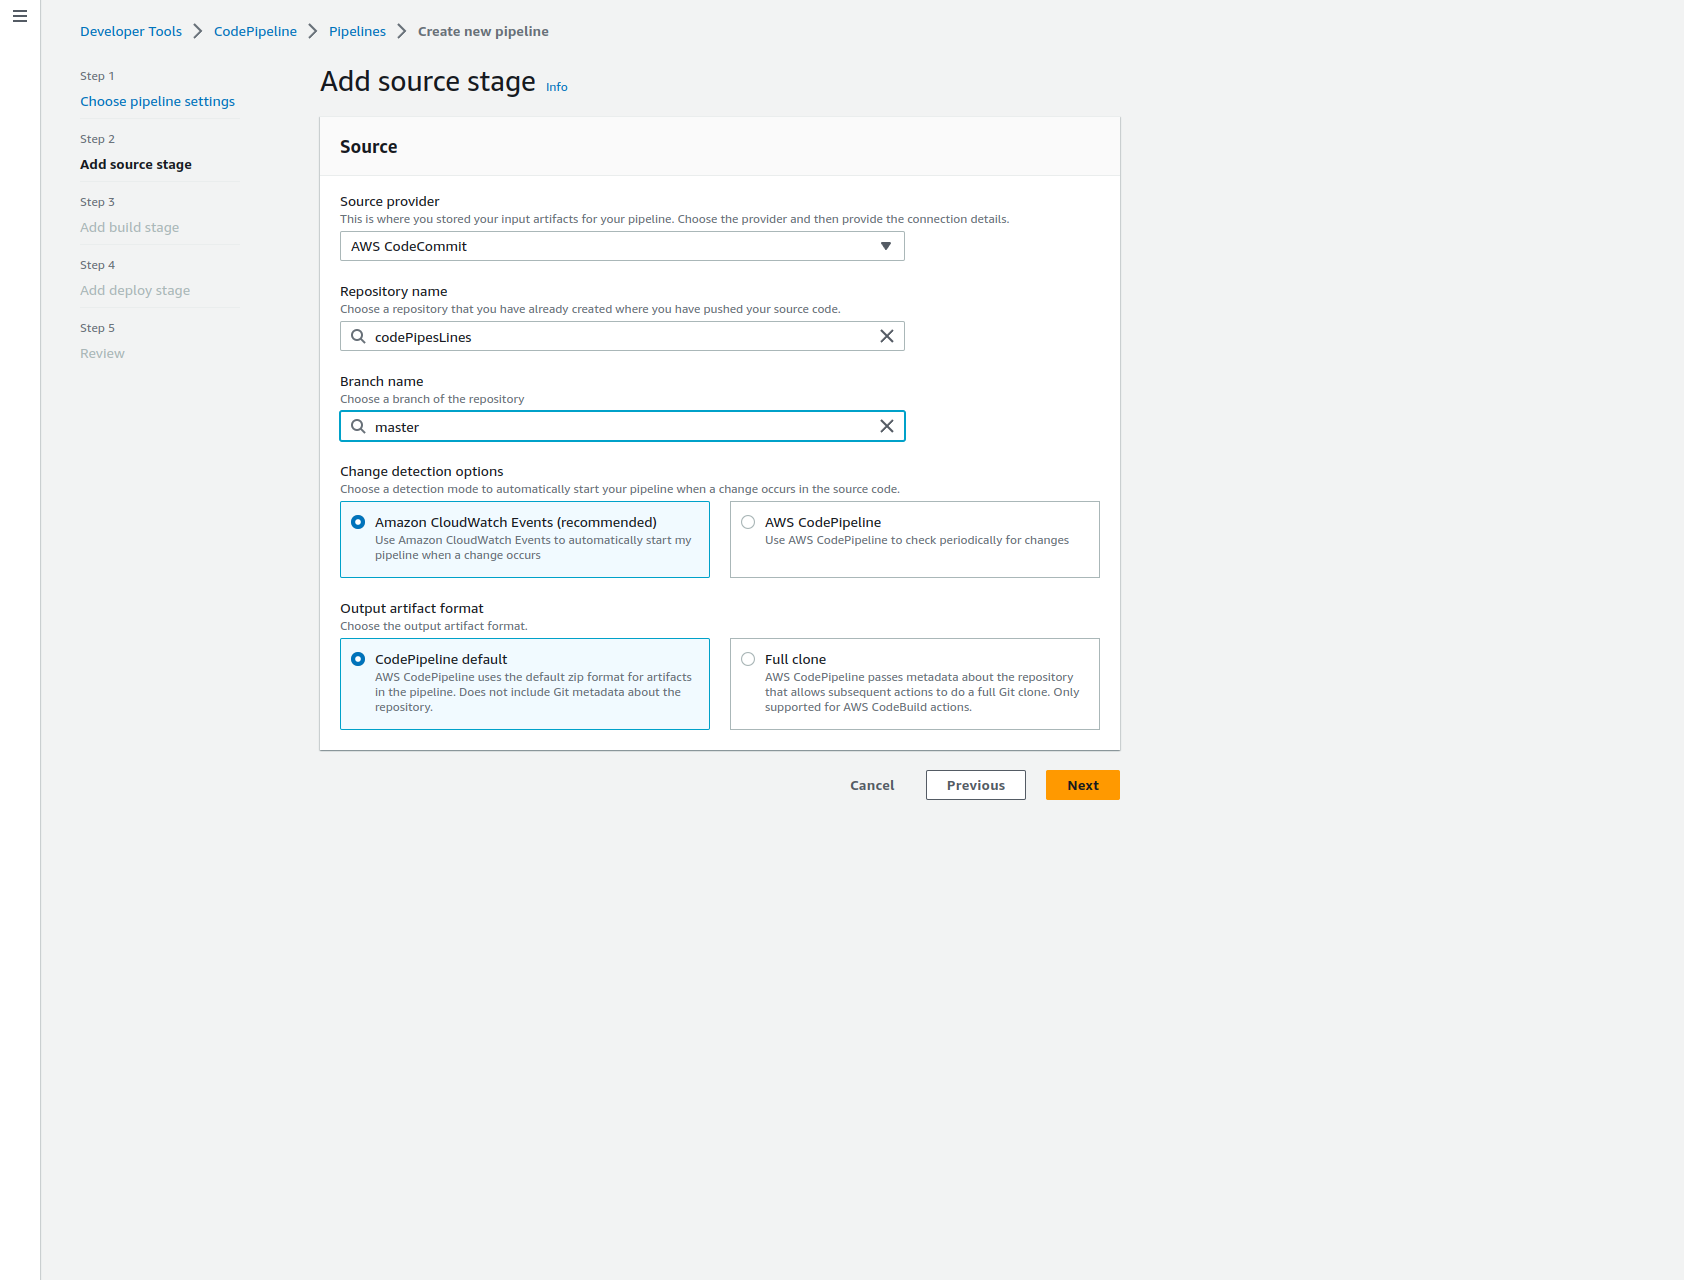 Developer Tools > CodePipeline > Pipelines > Create new pipeline
Step 1
Choose pipeline settings
Step 2
Add source stage
Step 3
Add build stage
Step 4
Add deploy stage
Step 5
Review
Add source stage Info
Source
Source provider
This is where you stored your input artifacts for your pipeline. Choose the provider and then provide the connection details.
AWS CodeCommit
Repository name
Choose a repository that you have already created where you have pushed your source code.
codePipesLines
Branch name
Choose a branch of the repository
master
Change detection options
Choose a detection mode to automatically start your pipeline when a change occurs in the source code.
Amazon CloudWatch Events (recommended)
Use Amazon CloudWatch Events to automatically start my
pipeline when a change occurs
AWS CodePipeline
Use AWS CodePipeline to check periodically for changes
Output artifact format
Choose the output artifact format.
CodePipeline default
AWS CodePipeline uses the default zip format for artifacts
in the pipeline. Does not include Git metadata about the
repository.
Full clone
AWS CodePipeline passes metadata about the repository
that allows subsequent actions to do a full Git clone. Only
supported for AWS CodeBuild actions.
Cancel Previous Next